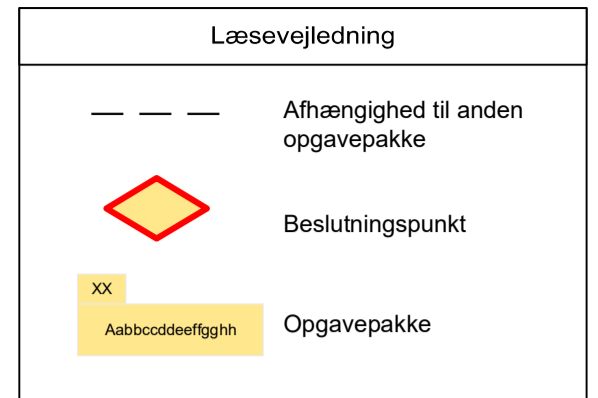 Læsevejledning
Afhængighed til anden
opgavepakke
Beslutningspunkt
XX
Aabbccddeeffgghh
Opgavepakke